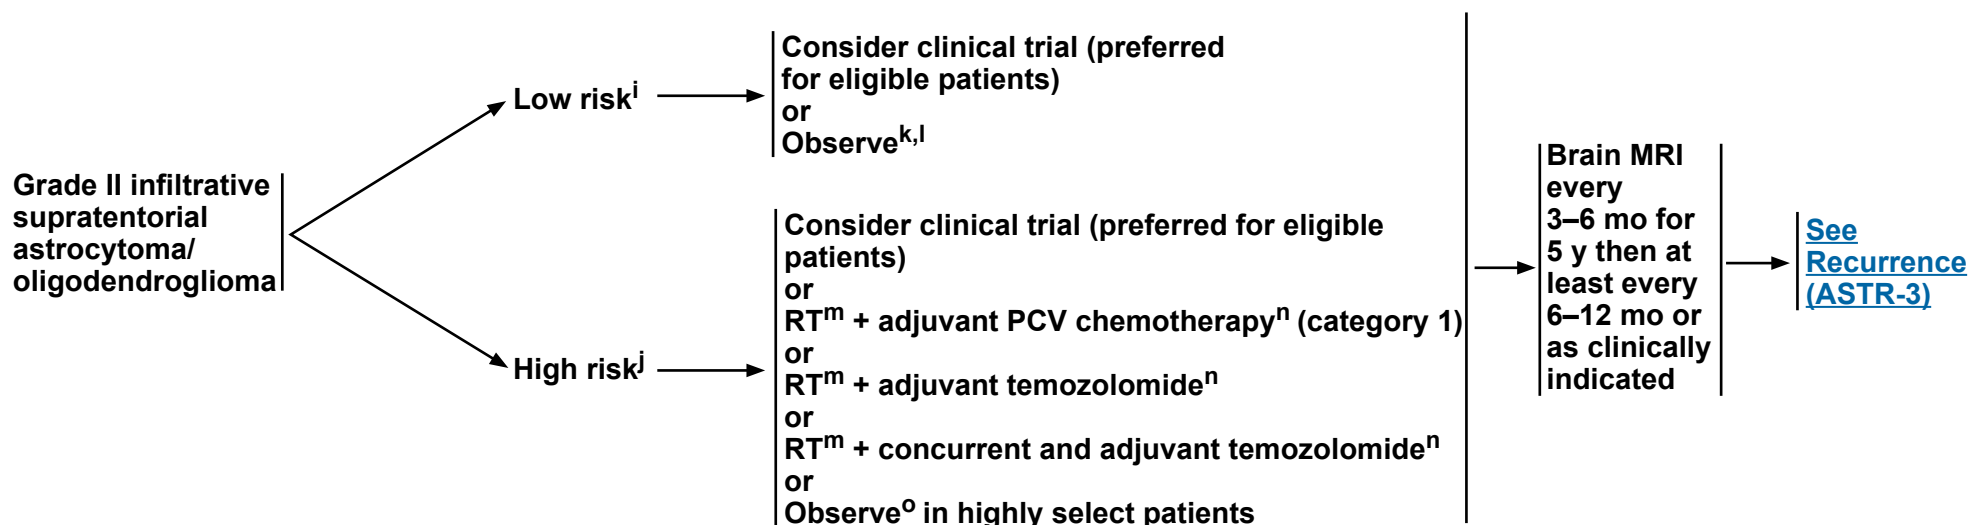 Grade II infiltrative
supratentorial
astrocytoma/
oligodendroglioma
Low risk^i
Consider clinical trial (preferred
for eligible patients)
or
Observe^k,l
High risk^j
Consider clinical trial (preferred for eligible
patients)
or
RT^m + adjuvant PCV chemotherapy^n (category 1)
or
RT^m + adjuvant temozolomide^n
or
RT^m + concurrent and adjuvant temozolomide^n
or
Observe^o in highly select patients
Brain MRI
every
3–6 mo for
5 y then at
least every
6–12 mo or
as clinically
indicated
See
Recurrence
(ASTR-3)